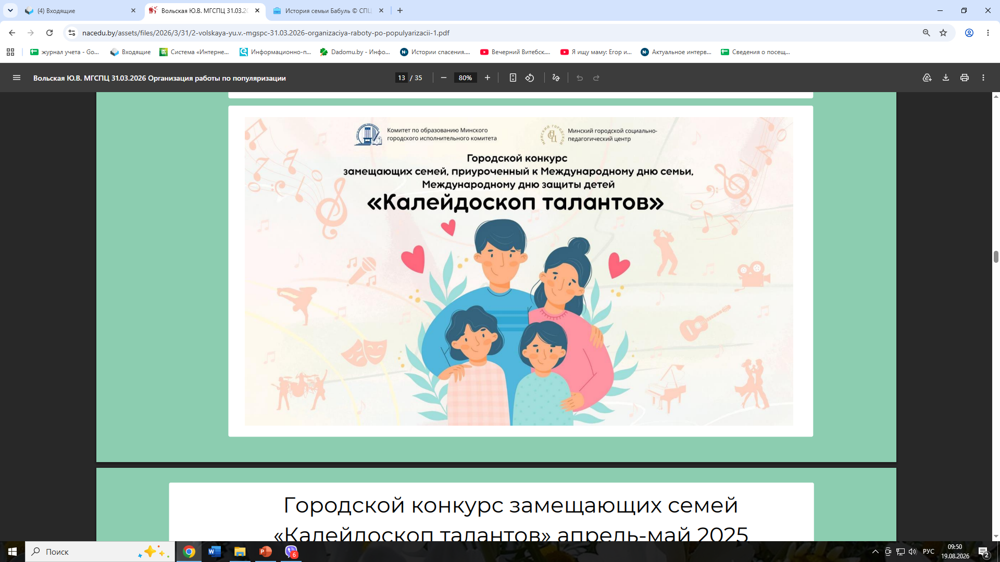 (4) Входящие
Вольская Ю.В. МГСПЦ 31.03.20
История семьи Бабуль © СПЦ
nacedu.by/assets/files/2026/3/31/2-volskaya-yu.v.-mgspc-31.03.2026-organizaciya-raboty-po-populyarizacii-1.pdf
журнал учета - Go...
Входящие
Система «Интерне...
Информационно-п...
Dadomu.by - Инфо...
Истории спасения....
Вечерний Витебск....
Я ищу маму: Егор и...
Актуальное интерв...
Сведения о посещ...
Вольская Ю.В. МГСПЦ 31.03.2026 Организация работы по популяризации
13 / 35
80%
Комитет по образованию Минского
городского исполнительного комитета
МИНСКИЙ ГОРОДСКОЙ
СПЦ
Минский городской социально-
педагогический центр
Городской конкурс
замещающих семей, приуроченный к Международному дню семьи,
Международному дню защиты детей
«Калейдоскоп талантов»
Городской конкурс замещающих семей
«Калейдоскоп талантов» апрель-май 2025
Поиск
6
РУС
09:50
19.08.2026
2